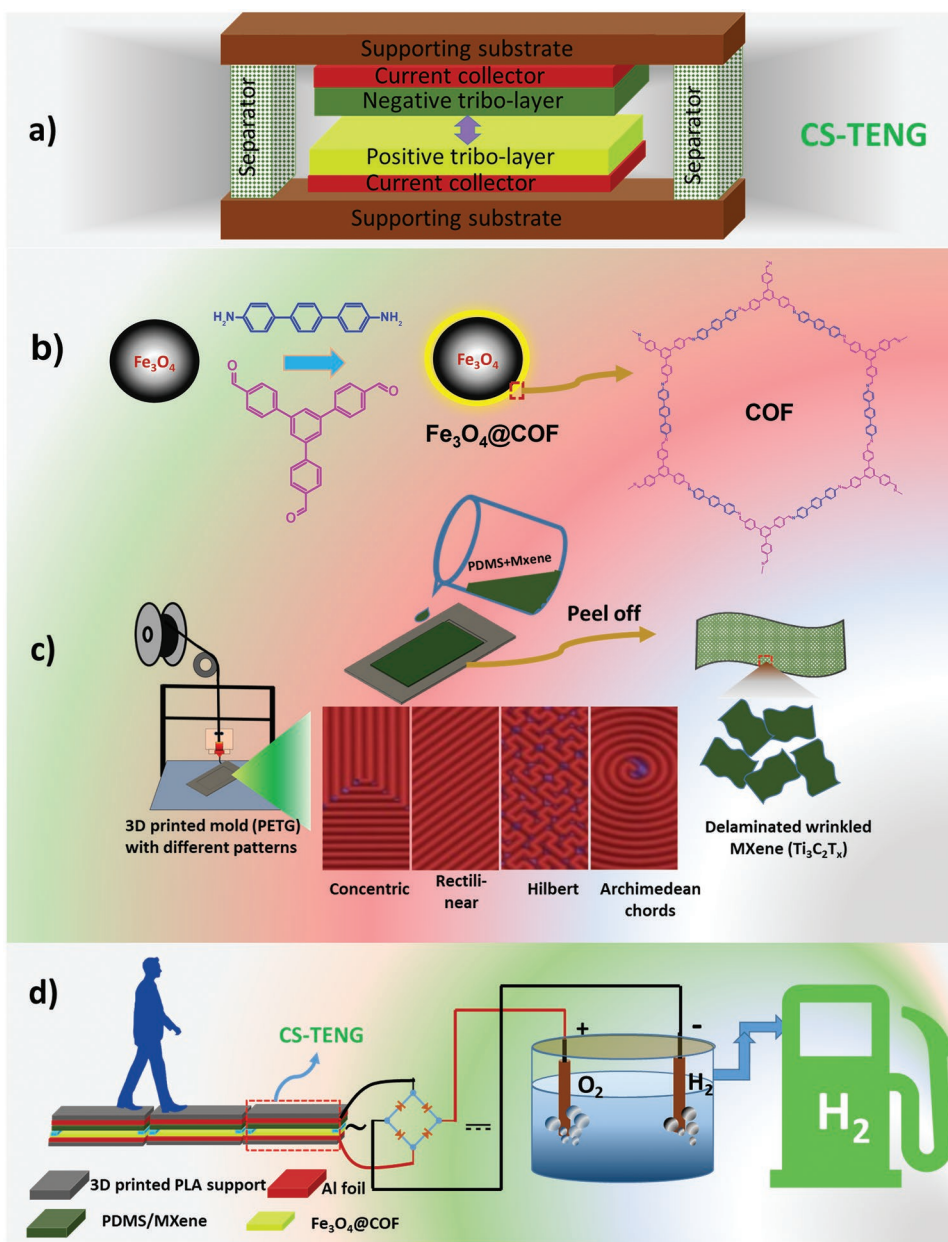 a)
Supporting substrate
Current collector
Negative tribo-layer
Separator
Separator
CS-TENG
Positive tribo-layer
Current collector
Supporting substrate
b)
Fe₃O₄
H₂N
NH₂
O
O
O
Fe₃O₄
Fe₃O₄@COF
COF
c)
PDMS+Mxene
Peel off
3D printed mold (PETG)
with different patterns
Concentric
Rectili-
near
Hilbert
Archimedean
chords
Delaminated wrinkled
MXene (Ti₃C₂Tₓ)
d)
CS-TENG
+
-
O₂
H₂
H₂
~
3D printed PLA support
Al foil
PDMS/MXene
Fe₃O₄@COF